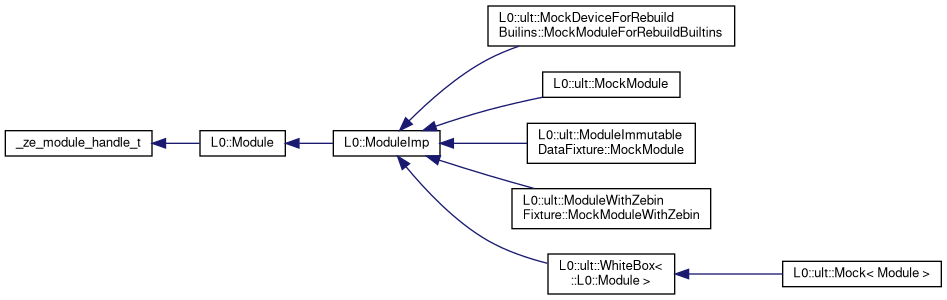 L0::ult::MockDeviceForRebuild
Builins::MockModuleForRebuildBuiltins
L0::ult::MockModule
_ze_module_handle_t
L0::Module
L0::ModuleImp
L0::ult::ModuleImmutable
DataFixture::MockModule
L0::ult::ModuleWithZebin
Fixture::MockModuleWithZebin
L0::ult::WhiteBox<
::L0::Module >
L0::ult::Mock< Module >